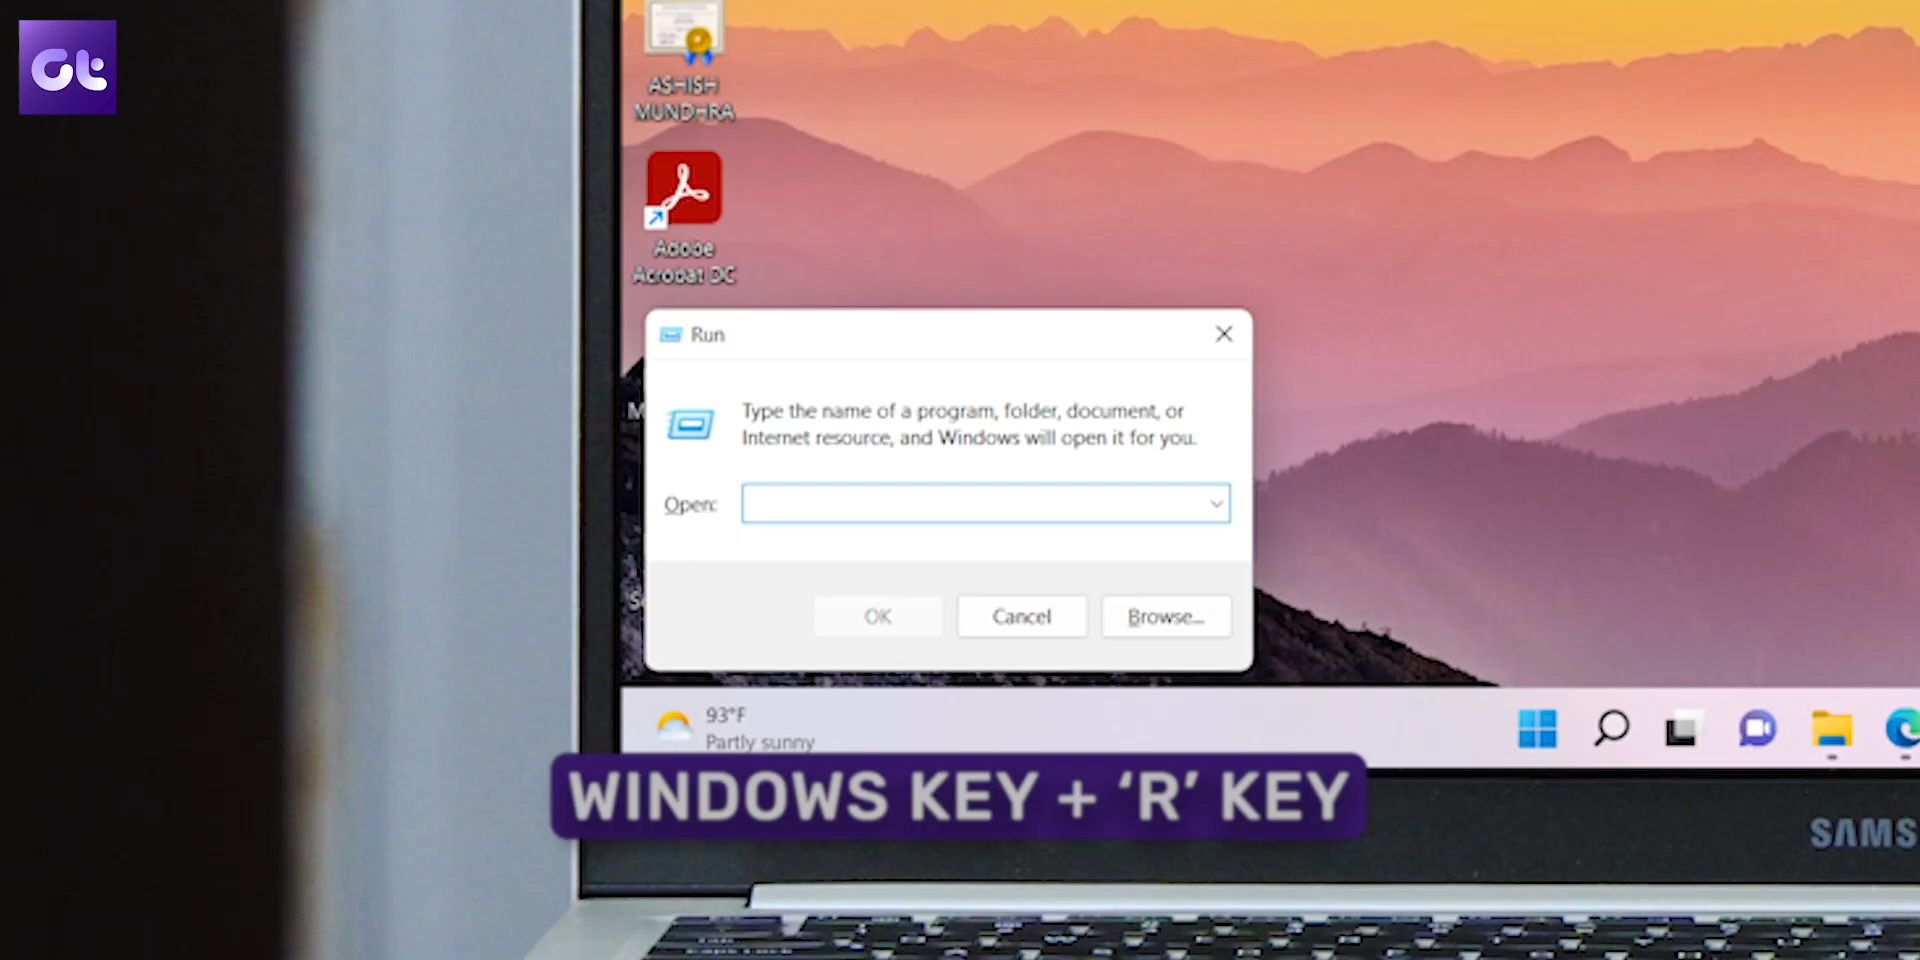 Gt
ASHISH
MUNDHRA
Adobe
Acrobat DC
Run
Type the name of a program, folder, document, or
Internet resource, and Windows will open it for you.
Open:
OK
Cancel
Browse...
93°F
Partly sunny
WINDOWS KEY + ‘R’ KEY
SAMS